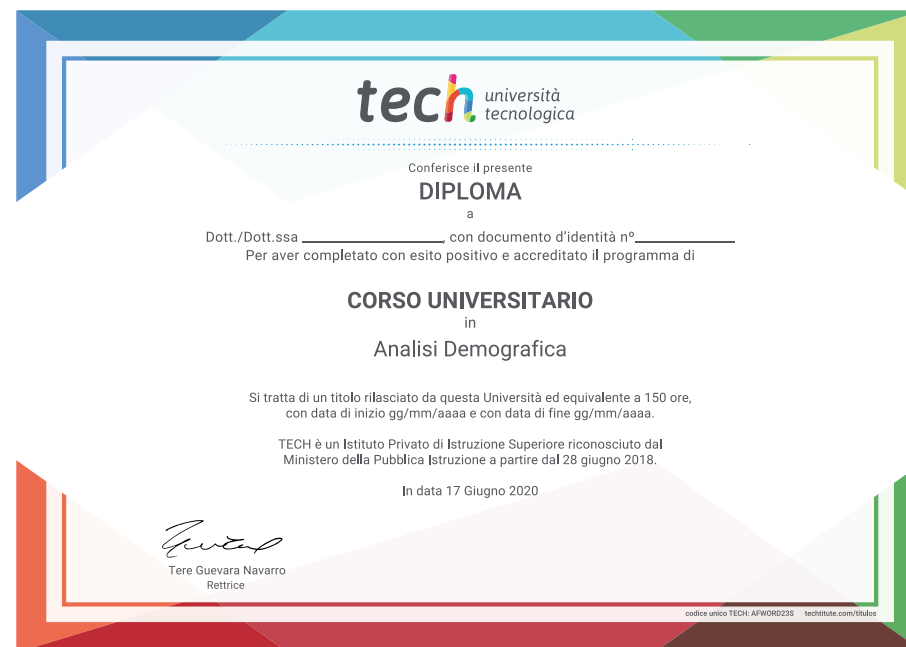 tech università
tecnologica
Conferisce il presente
DIPLOMA
a
Dott./Dott.ssa ____________________, con documento d'identità nº______________
Per aver completato con esito positivo e accreditato il programma di
CORSO UNIVERSITARIO
in
Analisi Demografica
Si tratta di un titolo rilasciato da questa Università ed equivalente a 150 ore,
con data di inizio gg/mm/aaaa e con data di fine gg/mm/aaaa.
TECH è un Istituto Privato di Istruzione Superiore riconosciuto dal
Ministero della Pubblica Istruzione a partire dal 28 giugno 2018.
In data 17 Giugno 2020
Tere Guevara Navarro
Rettrice
codice unico TECH: AFWORD23S techtitute.com/titulos